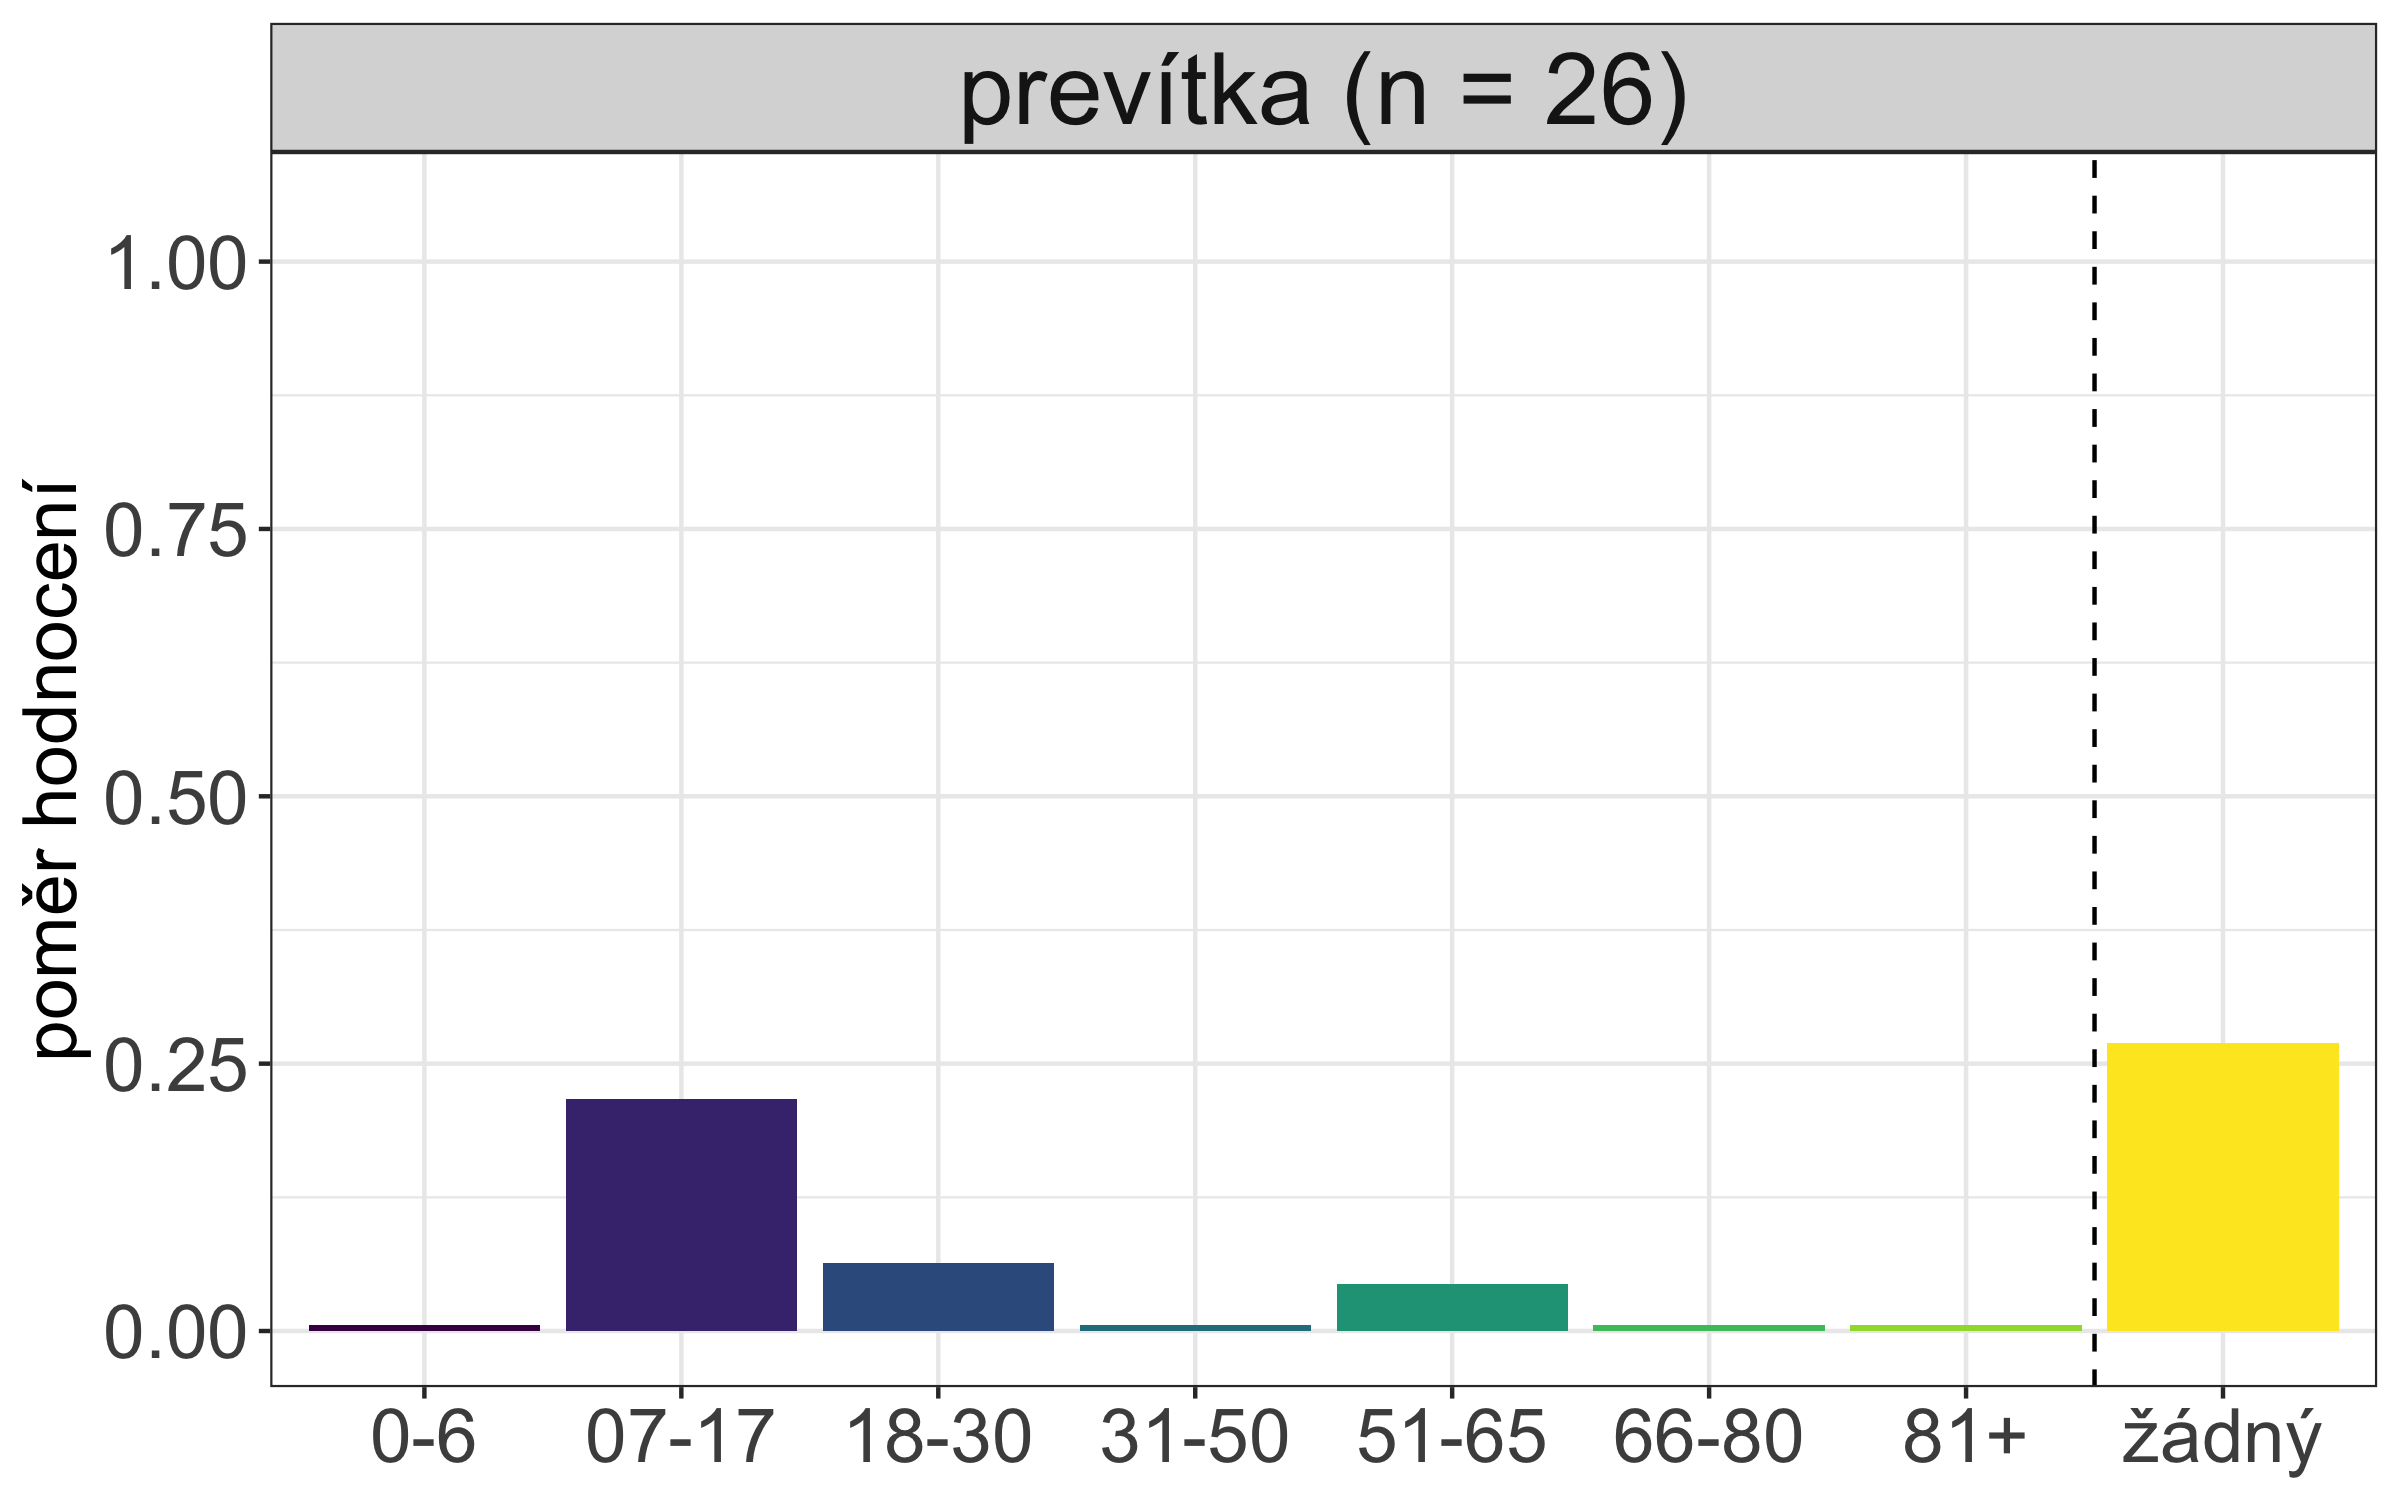 prevítka (n = 26)
poměr hodnocení
1.00
0.75
0.50
0.25
0.00
0-6 07-17 18-30 31-50 51-65 66-80 81+ žádný